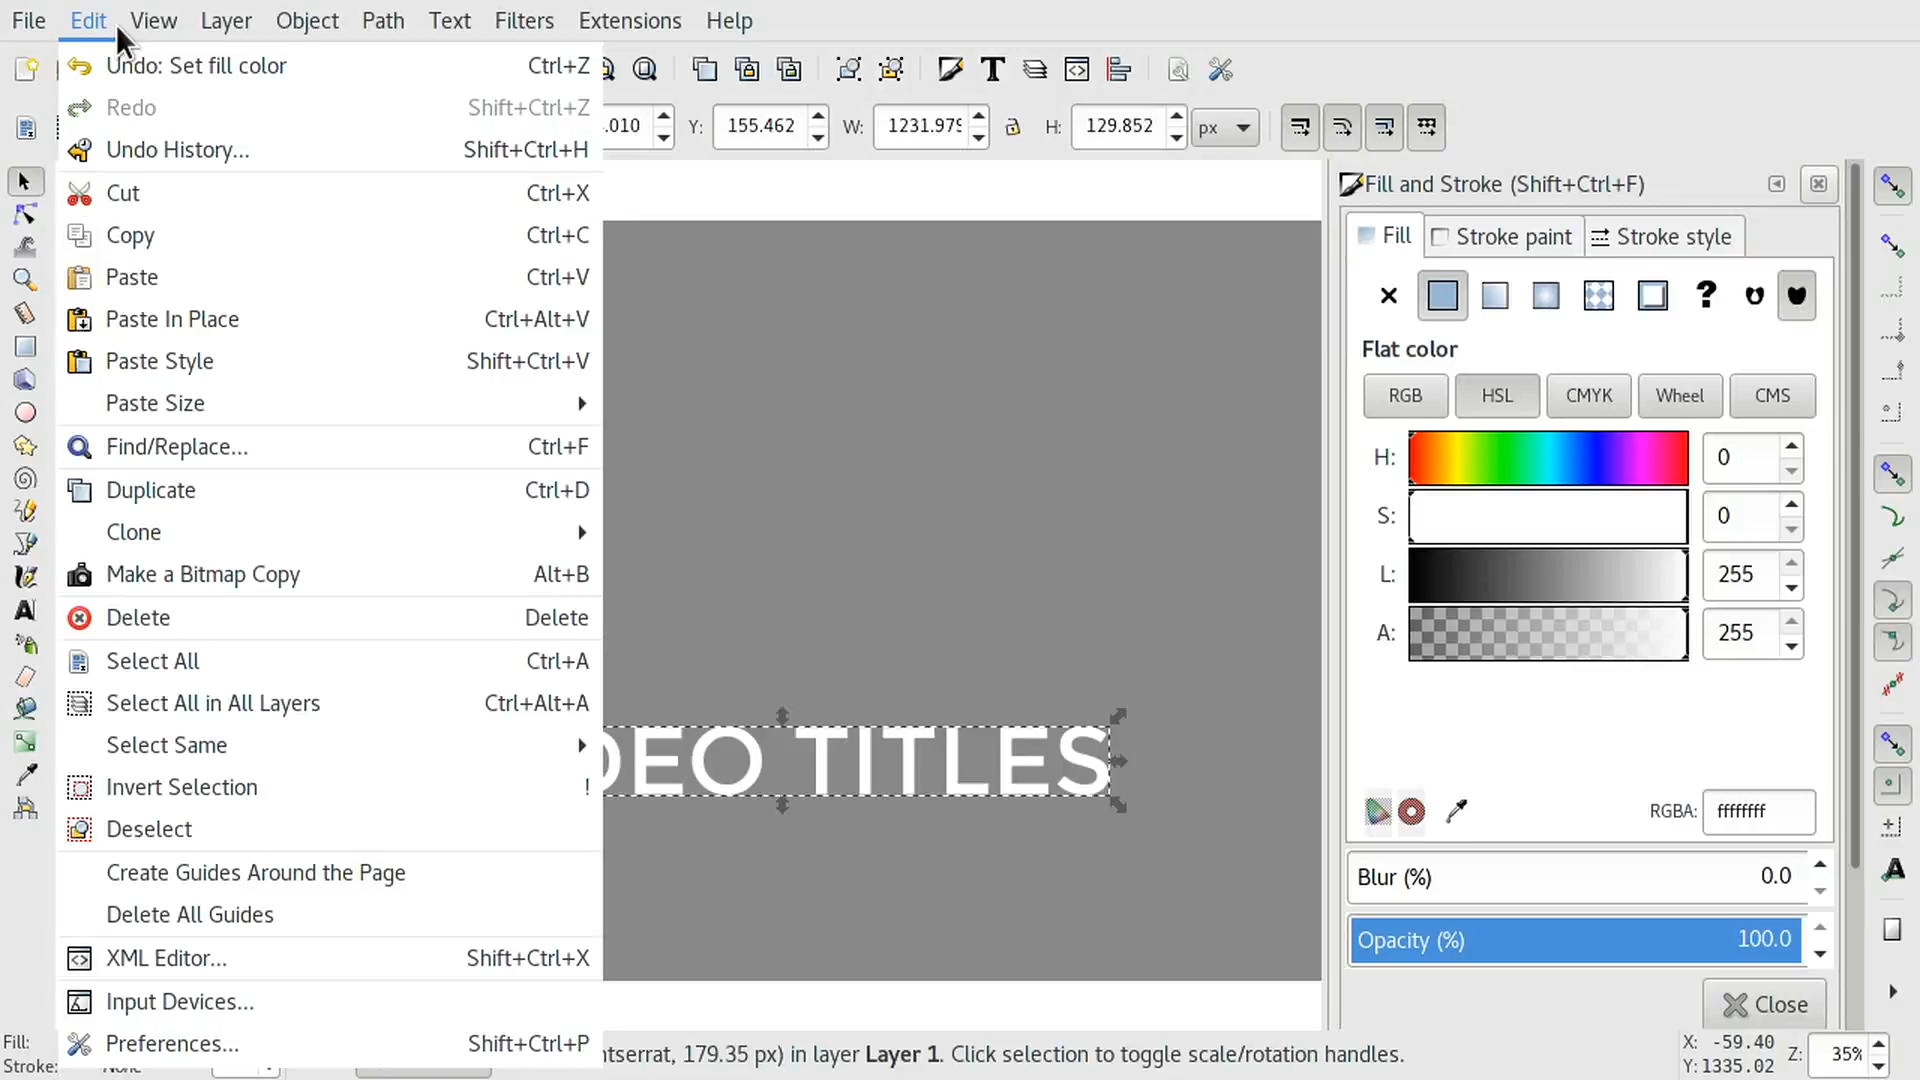 File Edit View Layer Object Path Text Filters Extensions Help
Undo: Set fill color Ctrl+Z
Redo Shift+Ctrl+Z
Undo History... Shift+Ctrl+H
Cut Ctrl+X
Copy Ctrl+C
Paste Ctrl+V
Paste In Place Ctrl+Alt+V
Paste Style Shift+Ctrl+V
Paste Size
Find/Replace... Ctrl+F
Duplicate Ctrl+D
Clone
Make a Bitmap Copy Alt+B
Delete Delete
Select All Ctrl+A
Select All in All Layers Ctrl+Alt+A
Select Same
Invert Selection !
Deselect
Create Guides Around the Page
Delete All Guides
XML Editor... Shift+Ctrl+X
Input Devices...
Preferences... Shift+Ctrl+P
.010 Y: 155.462 W: 1231.979 H: 129.852 px
DEO TITLES
Fill and Stroke (Shift+Ctrl+F)
Fill Stroke paint Stroke style
Flat color
RGB HSL CMYK Wheel CMS
H: 0
S: 0
L: 255
A: 255
RGBA: ffffffff
Blur (%) 0.0
Opacity (%) 100.0
Close
Fill:
Stroke:
ntserrat, 179.35 px) in layer Layer 1. Click selection to toggle scale/rotation handles.
X: -59.40
Y: 1335.02
Z: 35%